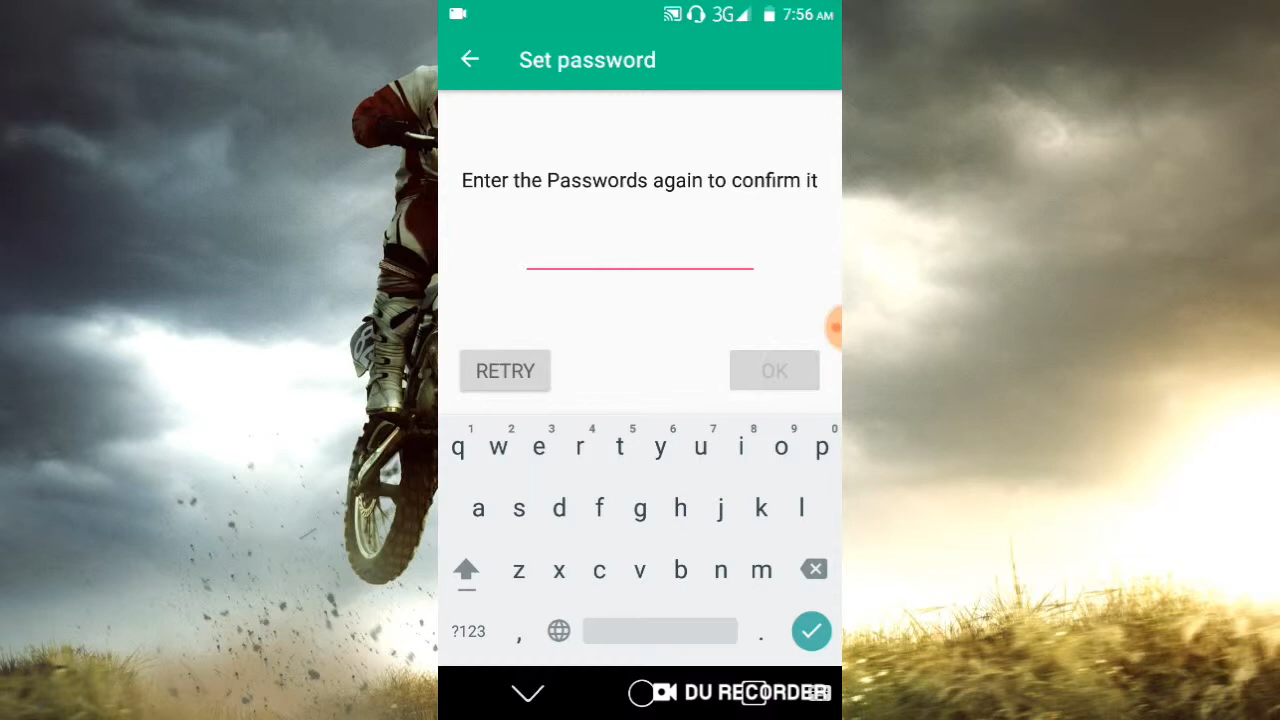 3G 7:56 AM
Set password
Enter the Passwords again to confirm it
RETRY OK
1 2 3 4 5 6 7 8 9 0
q w e r t y u i o p
a s d f g h j k l
z x c v b n m
?123 , .
DU RECORDER